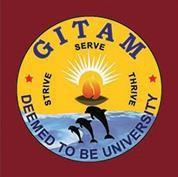 GITAM
STRIVE
SERVE
THRIVE
DEEMED TO BE UNIVERSITY